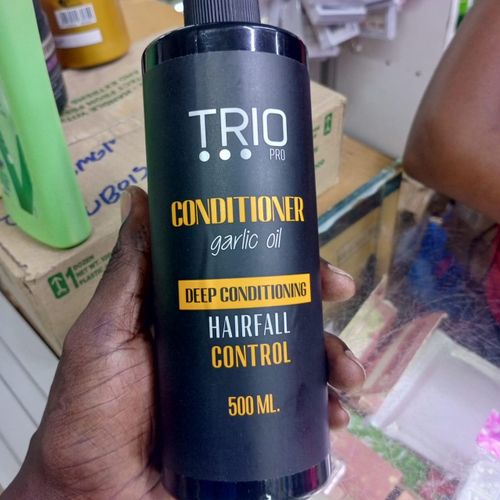 TRIO
PRO
CONDITIONER
garlic oil
DEEP CONDITIONING
HAIRFALL
CONTROL
500 ML.